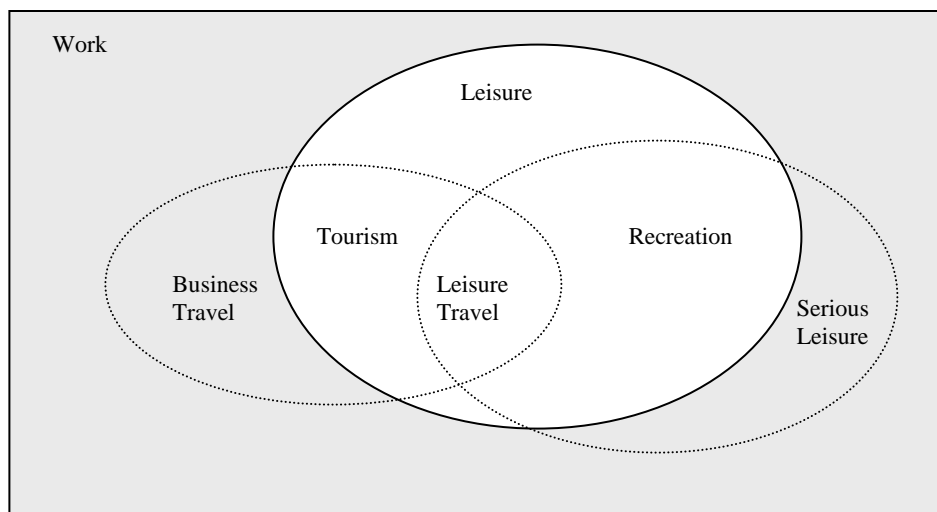 Work
Leisure
Tourism
Recreation
Business
Travel
Leisure
Travel
Serious
Leisure